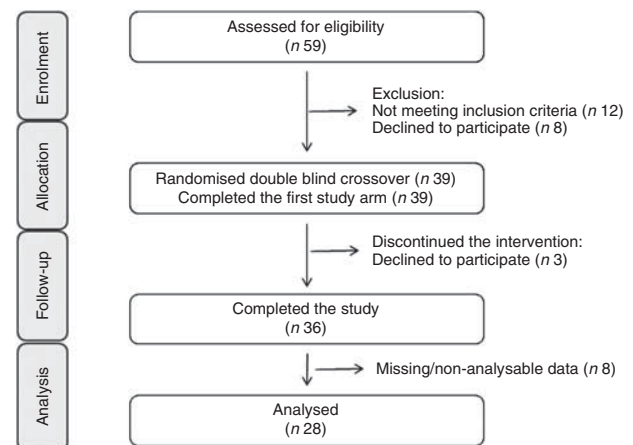 Enrolment
Assessed for eligibility
(n 59)
Exclusion:
Not meeting inclusion criteria (n 12)
Declined to participate (n 8)
Allocation
Randomised double blind crossover (n 39)
Completed the first study arm (n 39)
Follow-up
Discontinued the intervention:
Declined to participate (n 3)
Completed the study
(n 36)
Analysis
Missing/non-analysable data (n 8)
Analysed
(n 28)